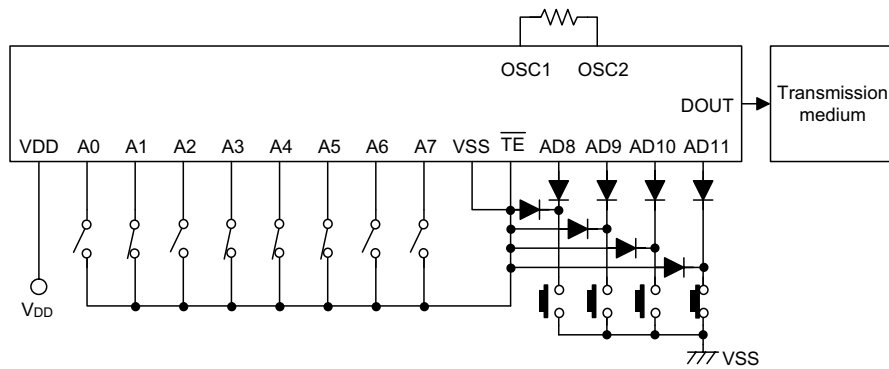 OSC1 OSC2
DOUT
Transmission
medium
VDD A0 A1 A2 A3 A4 A5 A6 A7 VSS TE AD8 AD9 AD10 AD11
VDD
VSS